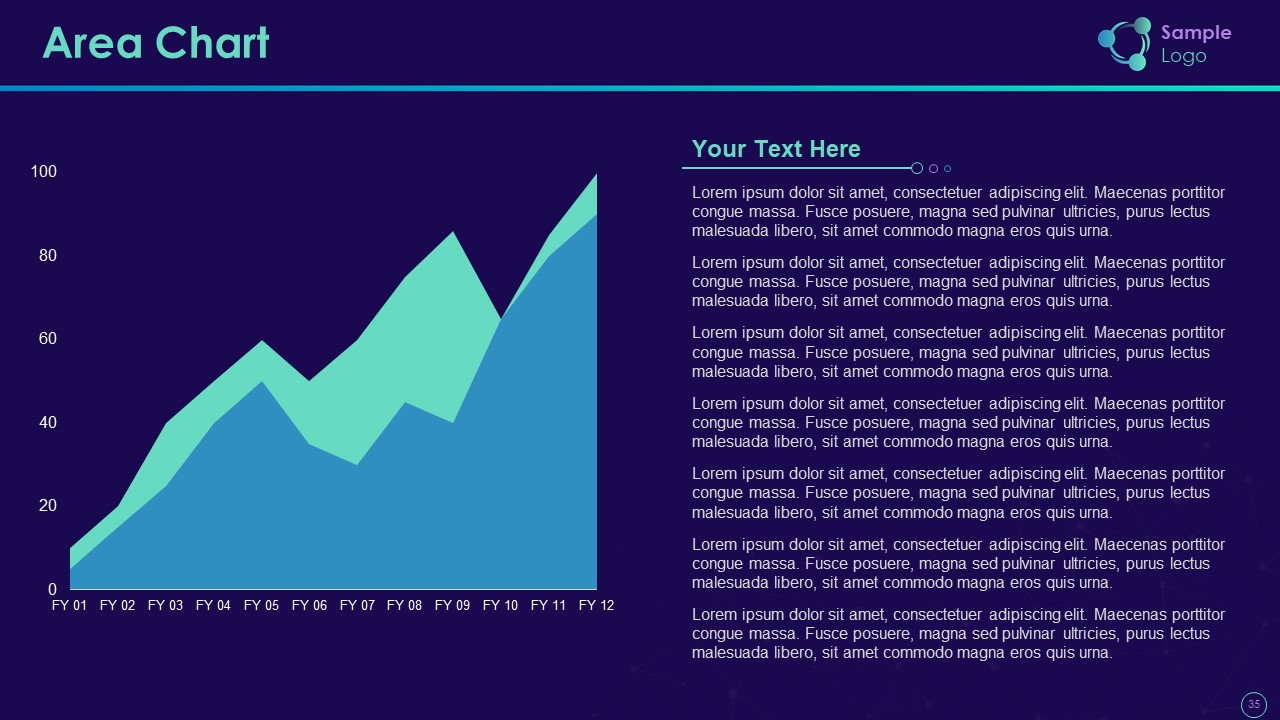 Area Chart
Sample
Logo
100
80
60
40
20
0
FY 01 FY 02 FY 03 FY 04 FY 05 FY 06 FY 07 FY 08 FY 09 FY 10 FY 11 FY 12
Your Text Here
Lorem ipsum dolor sit amet, consectetuer adipiscing elit. Maecenas porttitor
congue massa. Fusce posuere, magna sed pulvinar ultricies, purus lectus
malesuada libero, sit amet commodo magna eros quis urna.
Lorem ipsum dolor sit amet, consectetuer adipiscing elit. Maecenas porttitor
congue massa. Fusce posuere, magna sed pulvinar ultricies, purus lectus
malesuada libero, sit amet commodo magna eros quis urna.
Lorem ipsum dolor sit amet, consectetuer adipiscing elit. Maecenas porttitor
congue massa. Fusce posuere, magna sed pulvinar ultricies, purus lectus
malesuada libero, sit amet commodo magna eros quis urna.
Lorem ipsum dolor sit amet, consectetuer adipiscing elit. Maecenas porttitor
congue massa. Fusce posuere, magna sed pulvinar ultricies, purus lectus
malesuada libero, sit amet commodo magna eros quis urna.
Lorem ipsum dolor sit amet, consectetuer adipiscing elit. Maecenas porttitor
congue massa. Fusce posuere, magna sed pulvinar ultricies, purus lectus
malesuada libero, sit amet commodo magna eros quis urna.
Lorem ipsum dolor sit amet, consectetuer adipiscing elit. Maecenas porttitor
congue massa. Fusce posuere, magna sed pulvinar ultricies, purus lectus
malesuada libero, sit amet commodo magna eros quis urna.
Lorem ipsum dolor sit amet, consectetuer adipiscing elit. Maecenas porttitor
congue massa. Fusce posuere, magna sed pulvinar ultricies, purus lectus
malesuada libero, sit amet commodo magna eros quis urna.
35